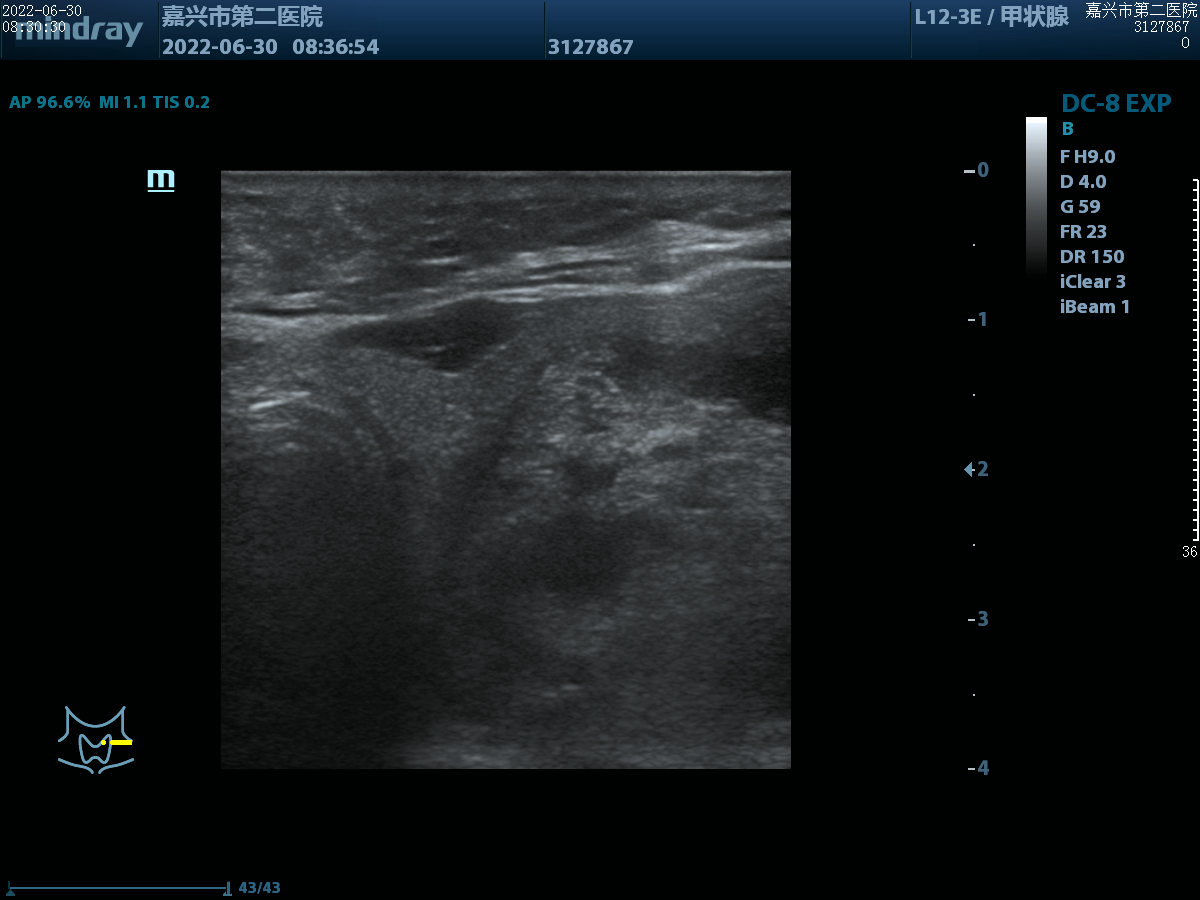 2022-06-30
08:30:30
mindray
嘉兴市第二医院
2022-06-30 08:36:54
3127867
L12-3E / 甲状腺
嘉兴市第二医院
3127867
0
AP 96.6% MI 1.1 TIS 0.2
DC-8 EXP
B
F H9.0
D 4.0
G 59
FR 23
DR 150
iClear 3
iBeam 1
m
0
1
2
3
4
36
43/43